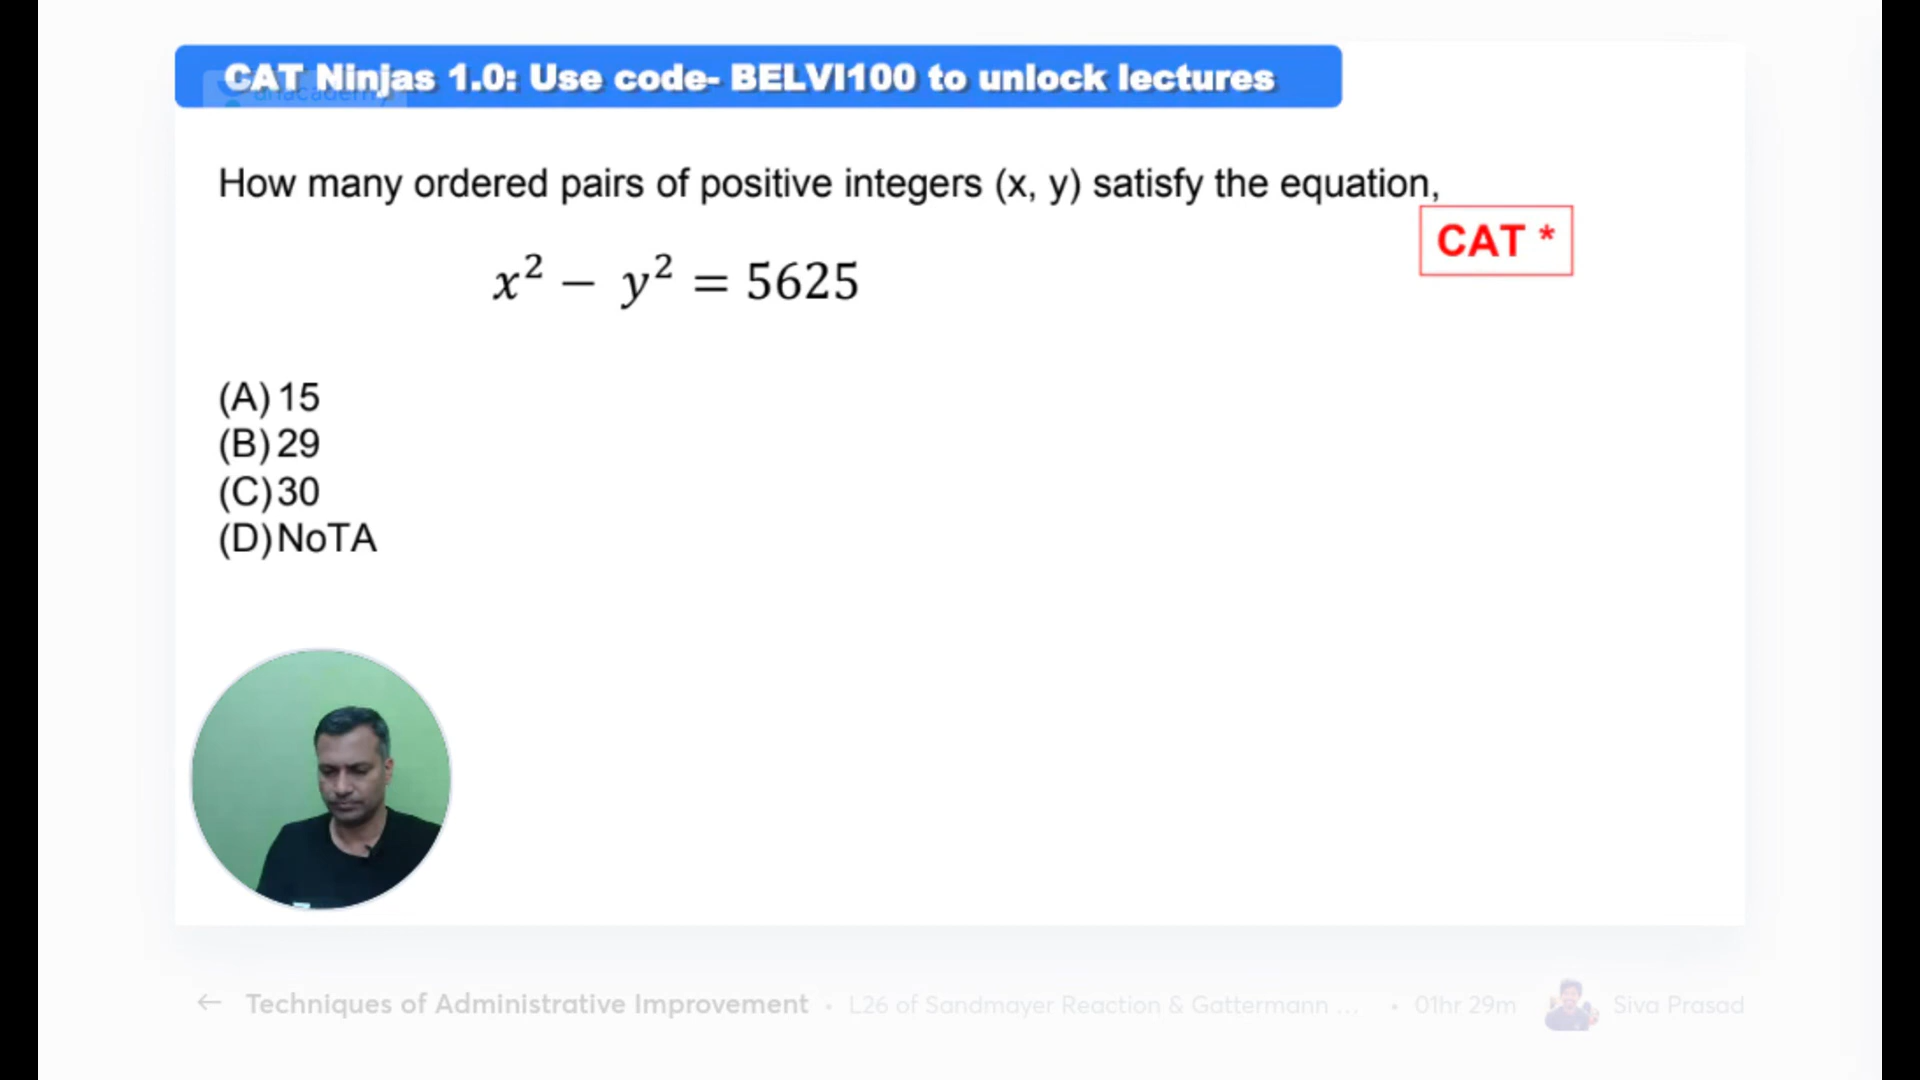 CAT Ninjas 1.0: Use code- BELVI100 to unlock lectures
unacademy
How many ordered pairs of positive integers (x, y) satisfy the equation,
CAT *
x² − y² = 5625
(A) 15
(B) 29
(C) 30
(D) NoTA
← Techniques of Administrative Improvement • L26 of Sandmayer Reaction & Gattermann ... • 01hr 29m Siva Prasad